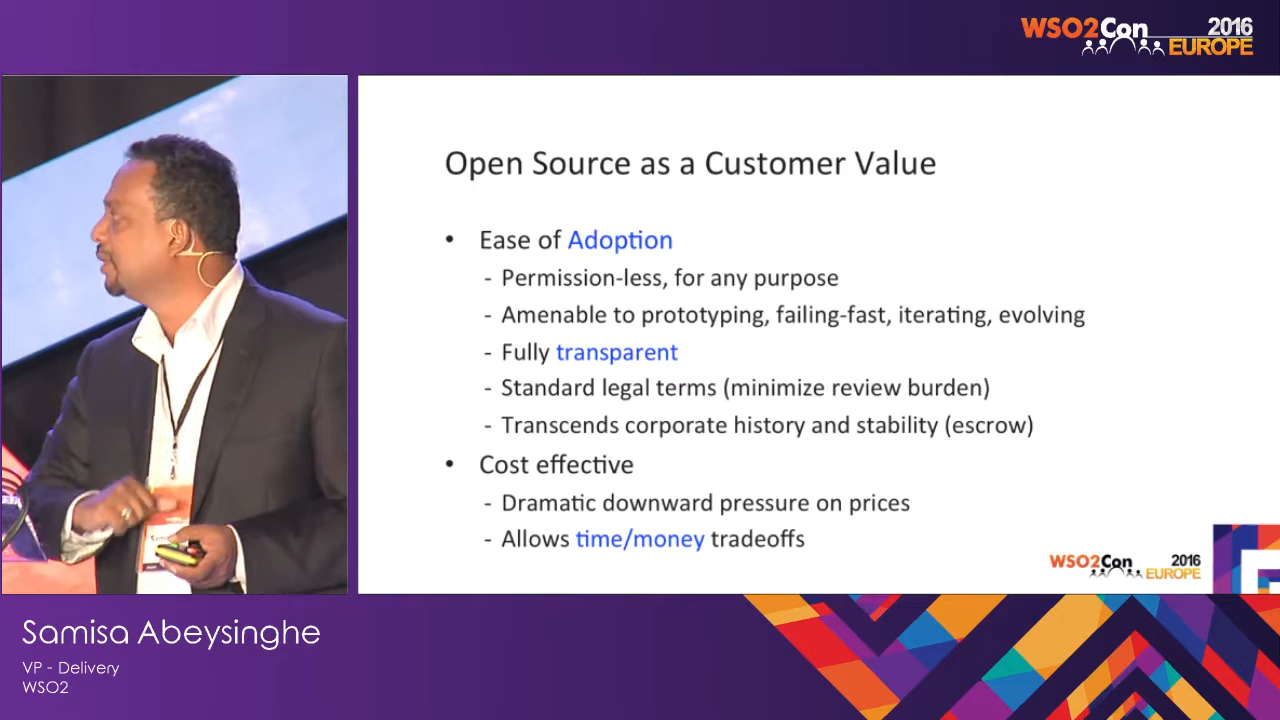 WSO2Con 2016
EUROPE
Open Source as a Customer Value
• Ease of Adoption
- Permission-less, for any purpose
- Amenable to prototyping, failing-fast, iterating, evolving
- Fully transparent
- Standard legal terms (minimize review burden)
- Transcends corporate history and stability (escrow)
• Cost effective
- Dramatic downward pressure on prices
- Allows time/money tradeoffs
WSO2Con 2016
EUROPE
Samisa Abeysinghe
VP - Delivery
WSO2